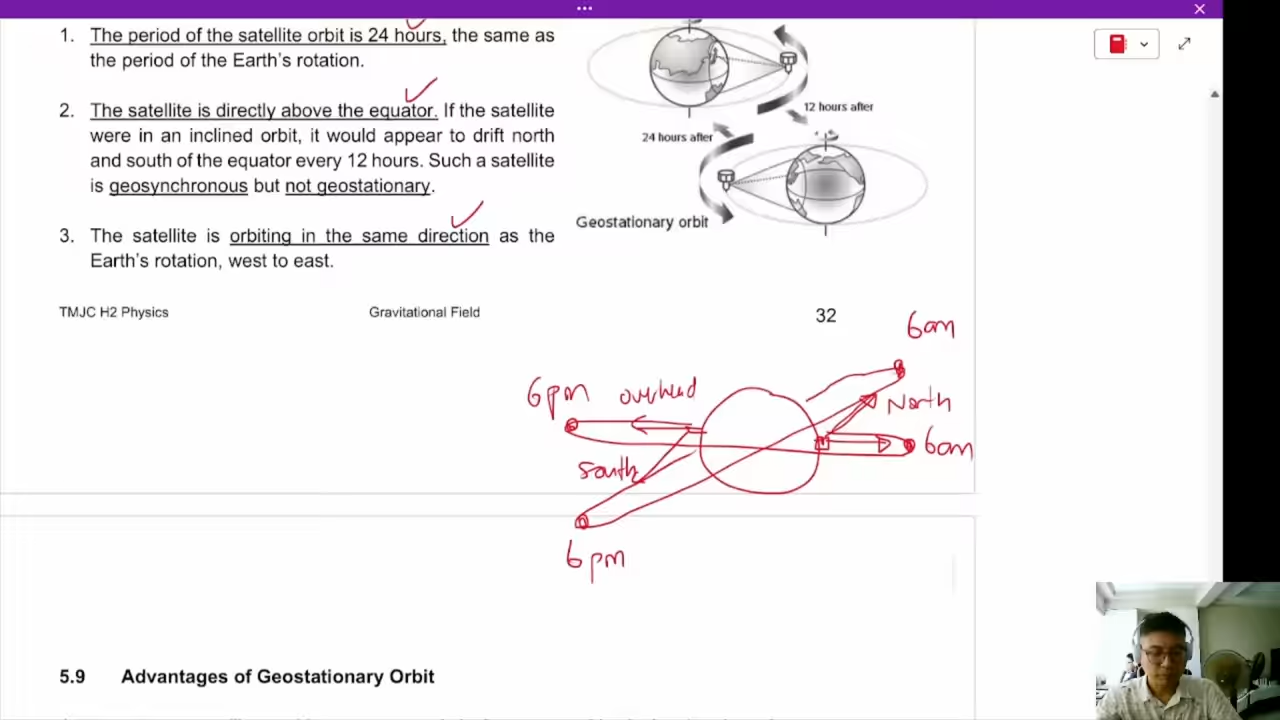 1. The period of the satellite orbit is 24 hours, the same as
the period of the Earth's rotation.
2. The satellite is directly above the equator. If the satellite
were in an inclined orbit, it would appear to drift north
and south of the equator every 12 hours. Such a satellite
is geosynchronous but not geostationary.
3. The satellite is orbiting in the same direction as the
Earth's rotation, west to east.
12 hours after
24 hours after
Geostationary orbit
TMJC H2 Physics
Gravitational Field
32
6am
6pm overhead
North
6am
South
6pm
5.9 Advantages of Geostationary Orbit